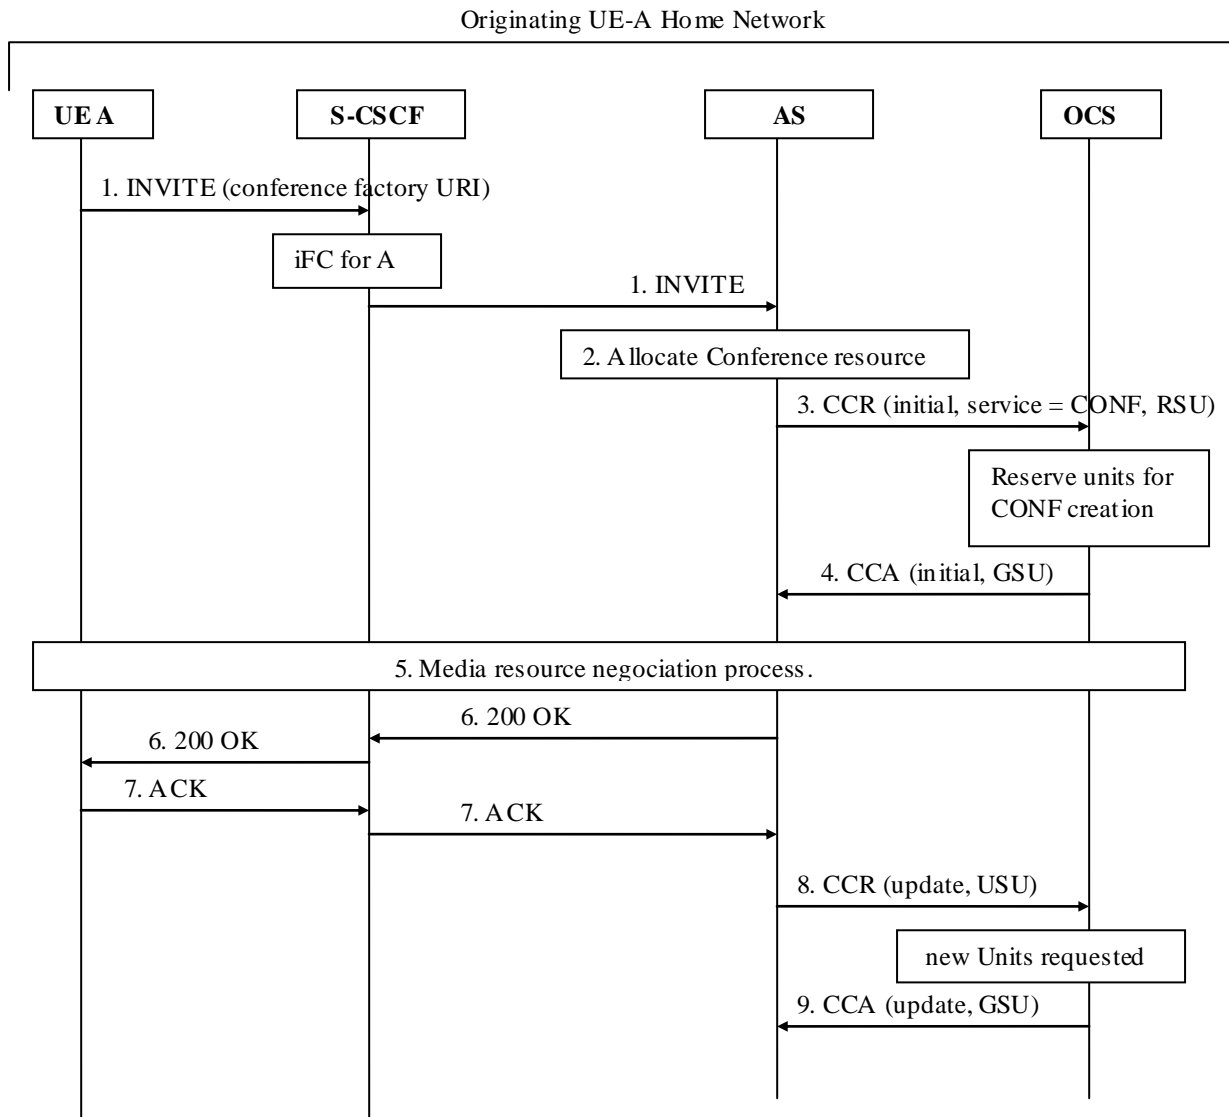 Originating UE-A Home Network
UE A
S-CSCF
AS
OCS
1. INVITE (conference factory URI)
iFC for A
1. INVITE
2. Allocate Conference resource
3. CCR (initial, service = CONF, RSU)
Reserve units for
CONF creation
4. CCA (initial, GSU)
5. Media resource negociation process.
6. 200 OK
6. 200 OK
7. ACK
7. ACK
8. CCR (update, USU)
new Units requested
9. CCA (update, GSU)